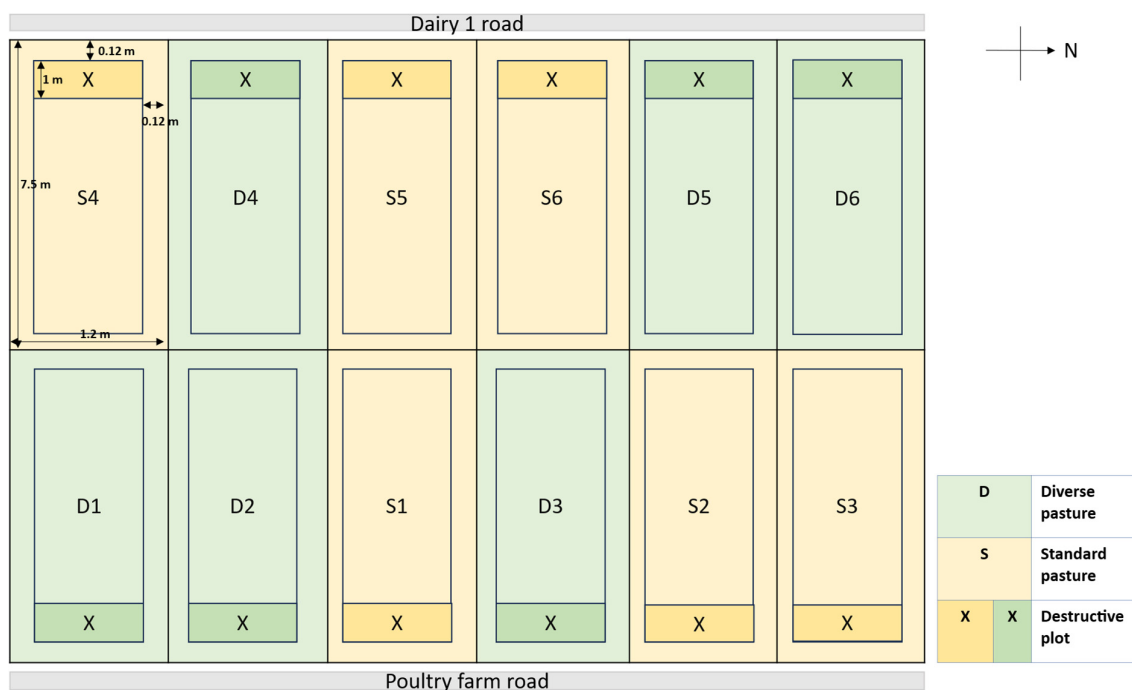 Dairy 1 road
0.12 m
N
1 m
X
X
X
X
X
X
0.12 m
7.5 m
S4
D4
S5
S6
D5
D6
1.2 m
D1
D2
S1
D3
S2
S3
X
X
X
X
X
X
Poultry farm road
D
Diverse
pasture
S
Standard
pasture
X
X
Destructive
plot